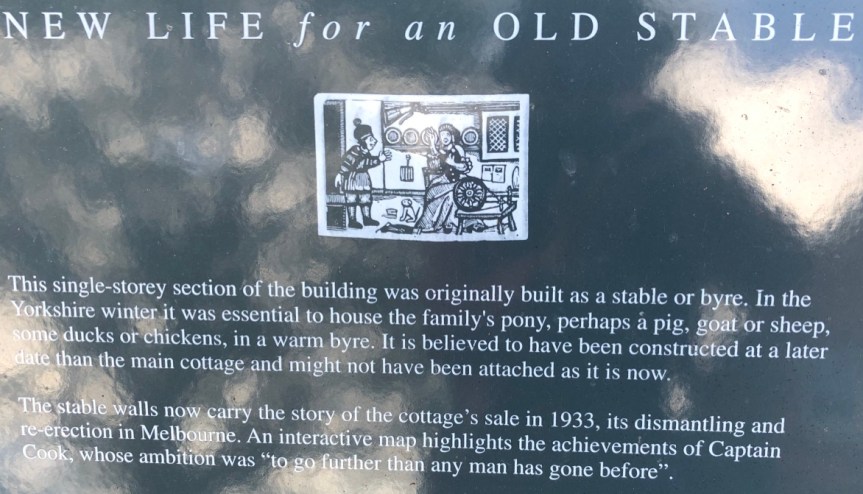 NEW LIFE for an OLD STABLE
This single-storey section of the building was originally built as a stable or byre. In the
Yorkshire winter it was essential to house the family's pony, perhaps a pig, goat or sheep,
some ducks or chickens, in a warm byre. It is believed to have been constructed at a later
date than the main cottage and might not have been attached as it is now.
The stable walls now carry the story of the cottage's sale in 1933, its dismantling and
re-erection in Melbourne. An interactive map highlights the achievements of Captain
Cook, whose ambition was “to go further than any man has gone before”.